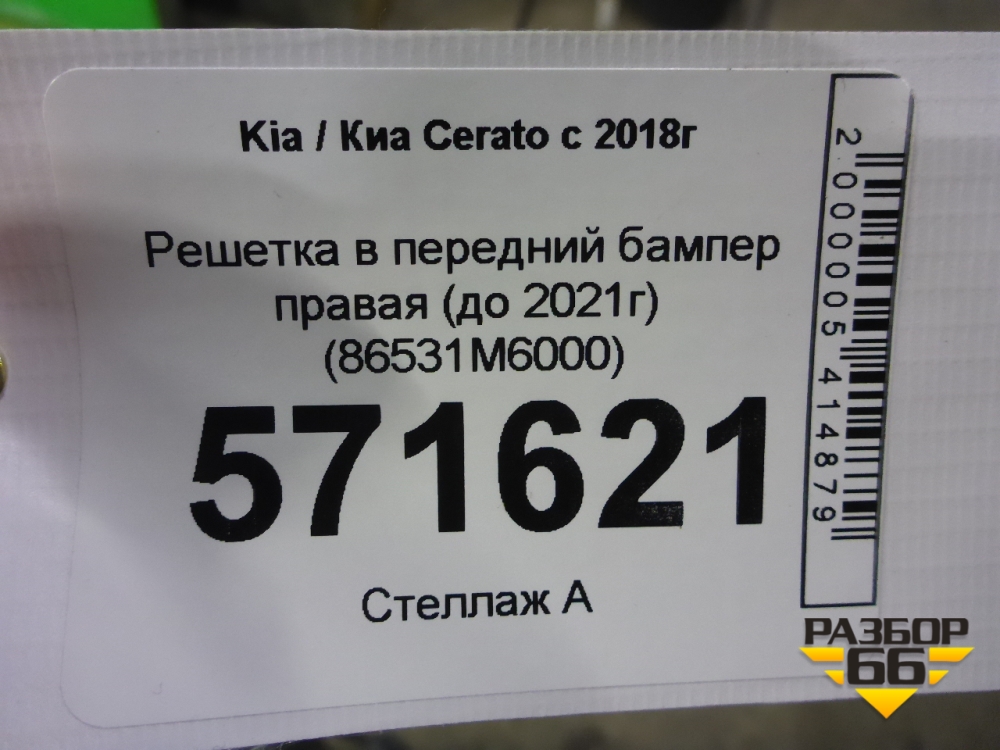 Kia / Киа Cerato с 2018г
Решетка в передний бампер
правая (до 2021г)
(86531M6000)
571621
Стеллаж А
2 000005 414879
РАЗБОР
66